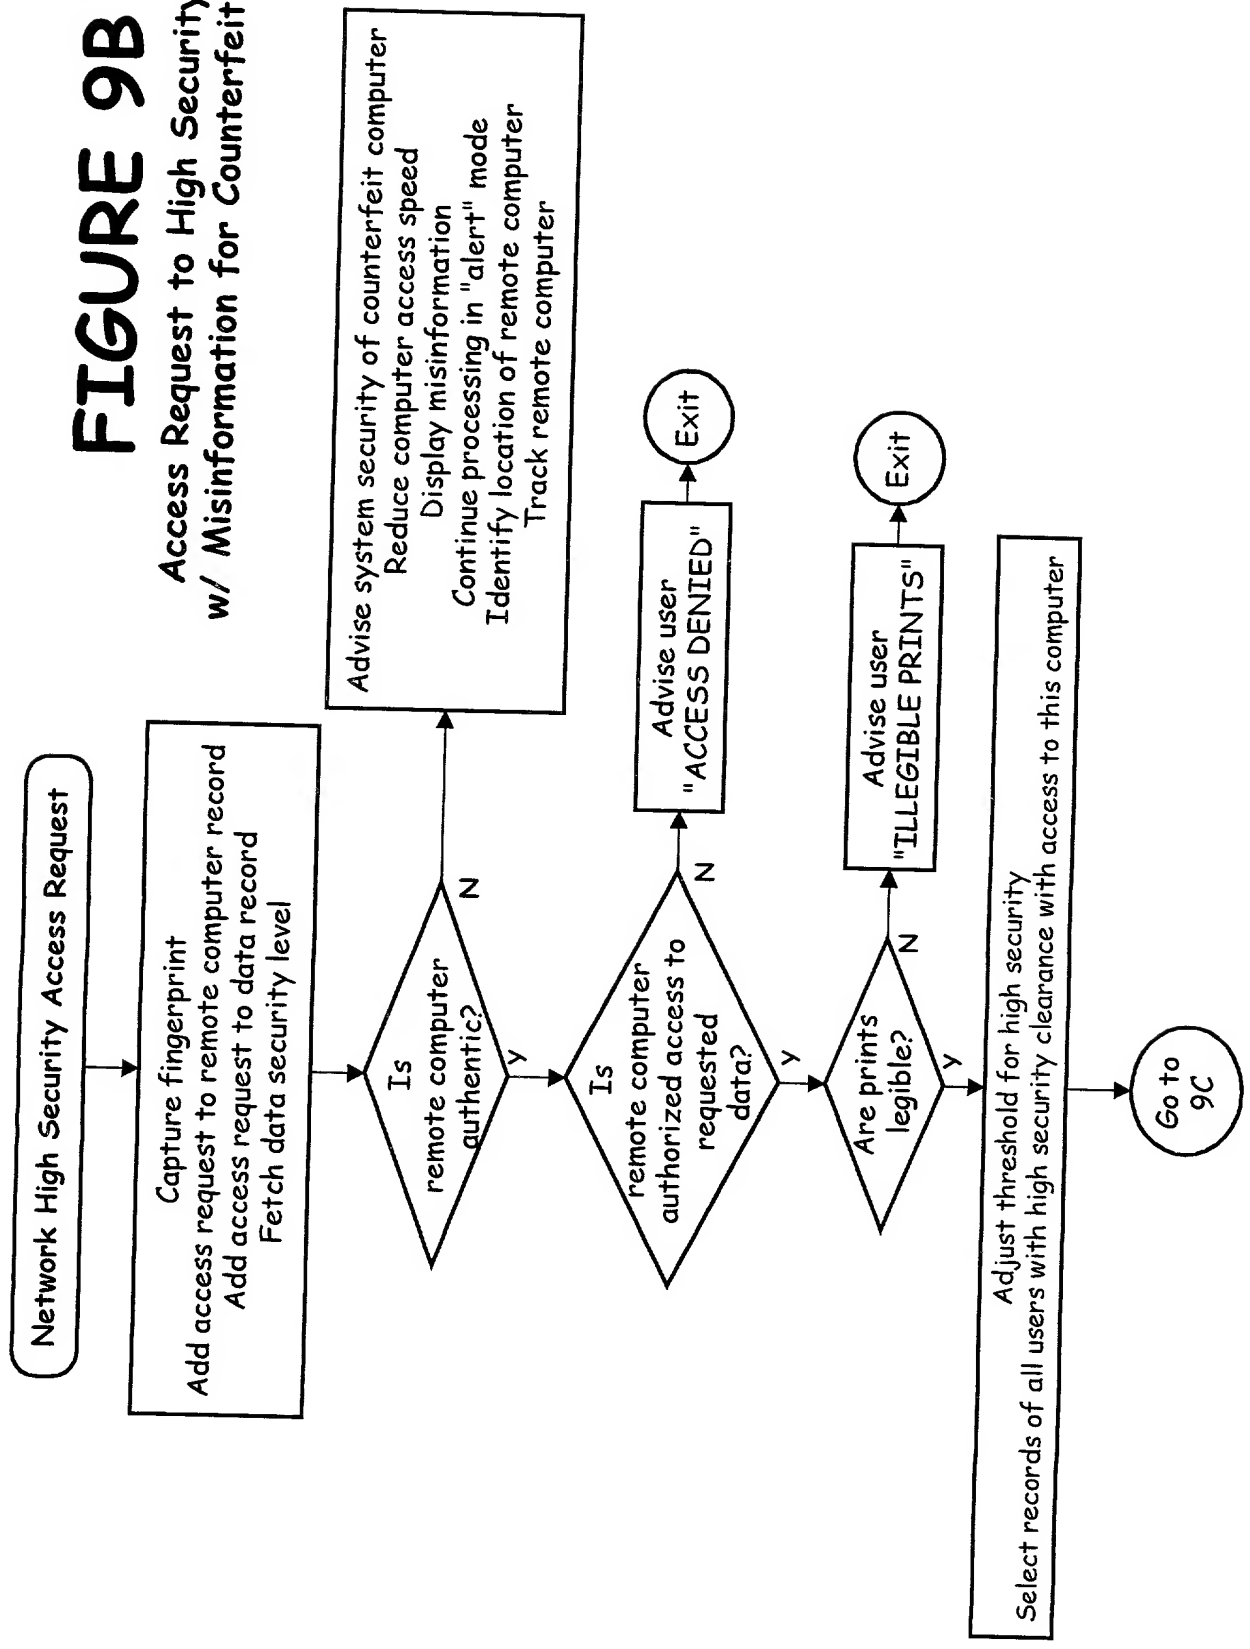 FIGURE 9B
Access Request to High Security
w/ Misinformation for Counterfeit
Network High Security Access Request
Capture fingerprint
Add access request to remote computer record
Add access request to data record
Fetch data security level
Is
remote computer
authentic?
N
Y
Advise system security of counterfeit computer
Reduce computer access speed
Display misinformation
Continue processing in "alert" mode
Identify location of remote computer
Track remote computer
Is
remote computer
authorized access to
requested
data?
N
Y
Advise user
"ACCESS DENIED"
Exit
Are prints
legible?
N
Y
Advise user
"ILLEGIBLE PRINTS"
Exit
Adjust threshold for high security
Select records of all users with high security clearance with access to this computer
Go to
9C